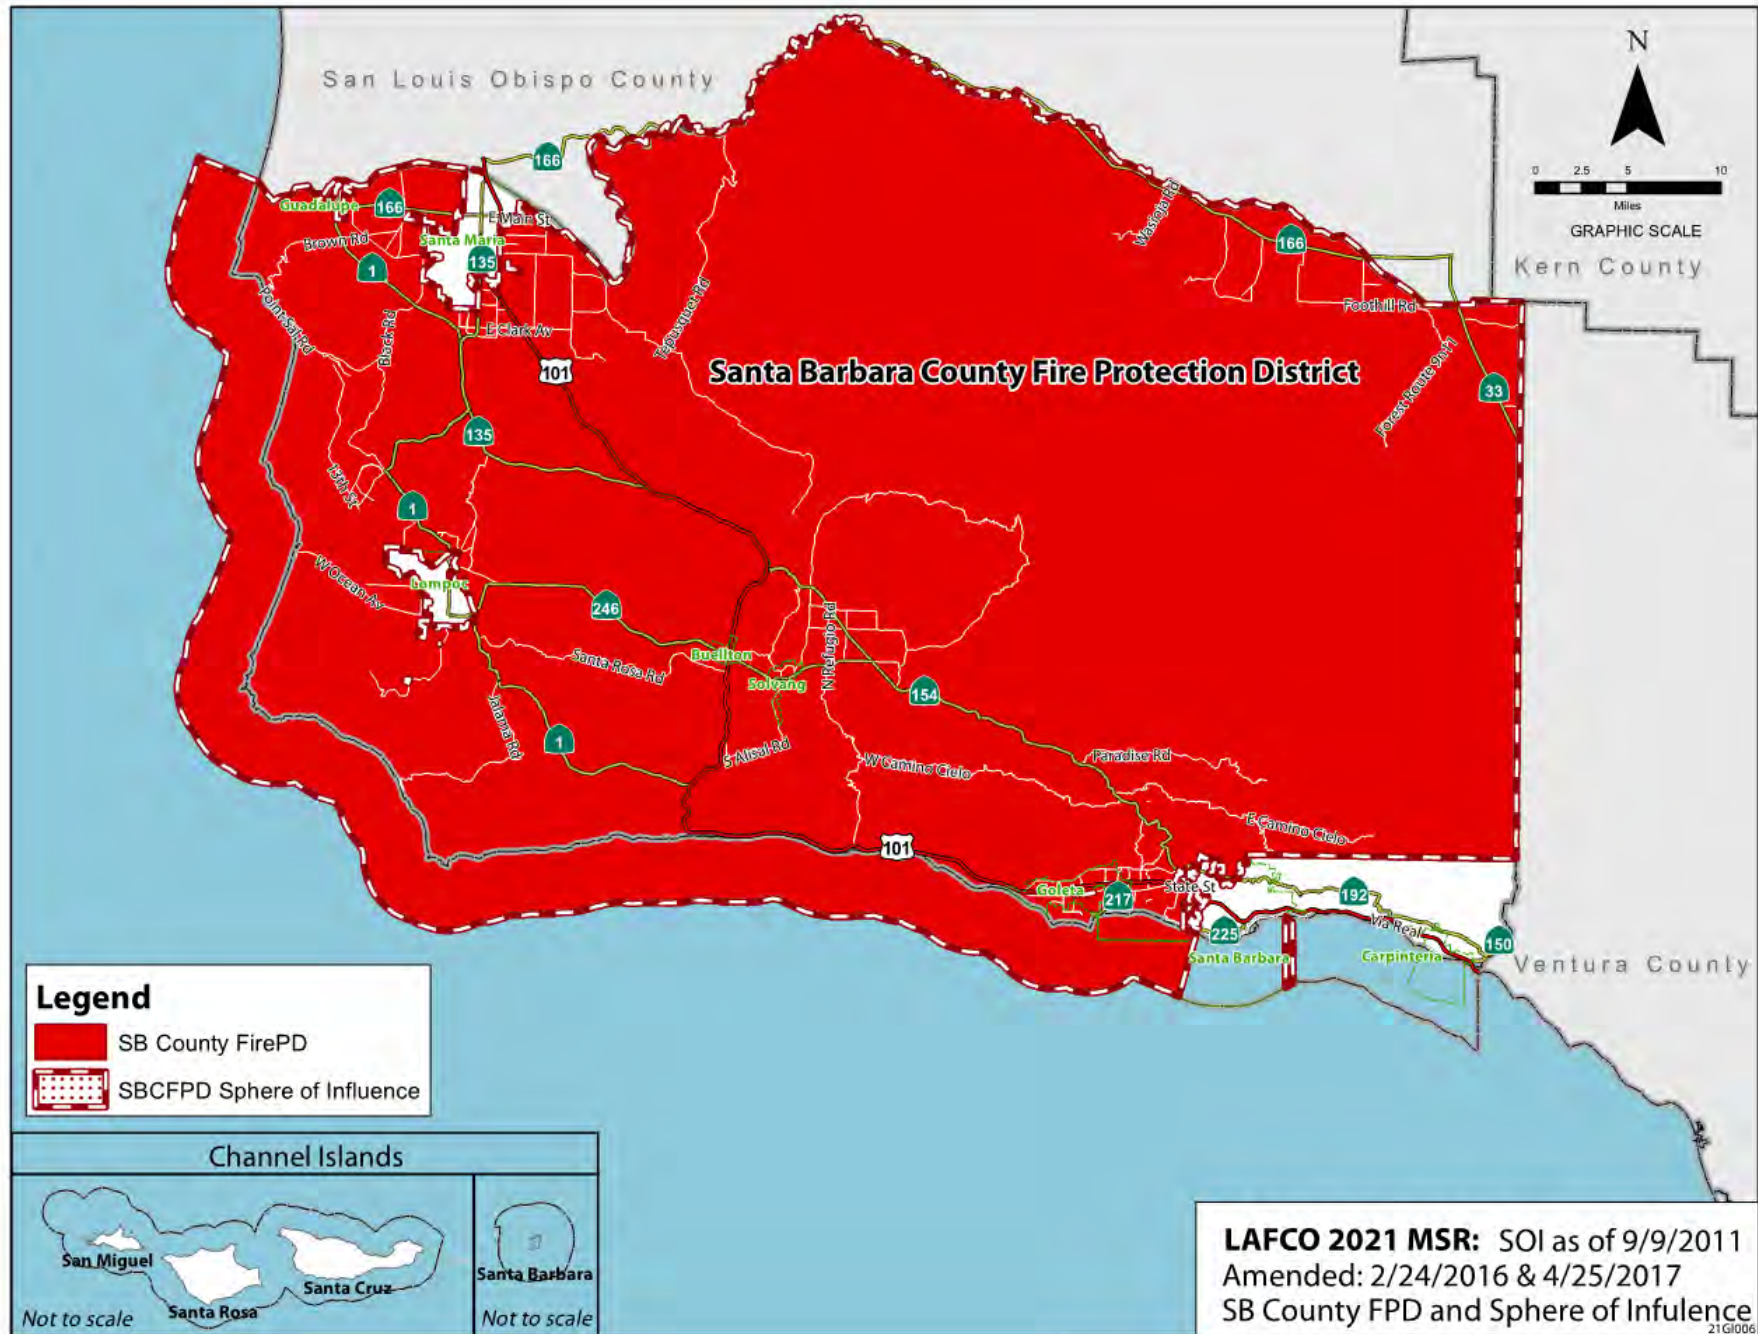 San Louis Obispo County
N
0 2.5 5 10
Miles
GRAPHIC SCALE
Kern County
166
Guadalupe
166
E Main St
Santa Maria
135
Brown Rd
1
Point Sal Rd
Black Rd
E Clark Av
101
Tepusquet Rd
Wasioja Rd
166
Foothill Rd
Forest Route 9n11
33
Santa Barbara County Fire Protection District
135
13th St
1
W Ocean Av
Lompoc
246
Santa Rosa Rd
Buellton
Solvang
N Refugio Rd
154
Jalama Rd
1
S Alisal Rd
W Camino Cielo
Paradise Rd
E Camino Cielo
101
Goleta
217
State St
192
225
Via Real
150
Santa Barbara
Carpinteria
Ventura County
Legend
SB County FirePD
SBCFPD Sphere of Influence
Channel Islands
San Miguel
Santa Rosa
Santa Cruz
Not to scale
Santa Barbara
Not to scale
LAFCO 2021 MSR: SOI as of 9/9/2011
Amended: 2/24/2016 & 4/25/2017
SB County FPD and Sphere of Infulence
21GI006